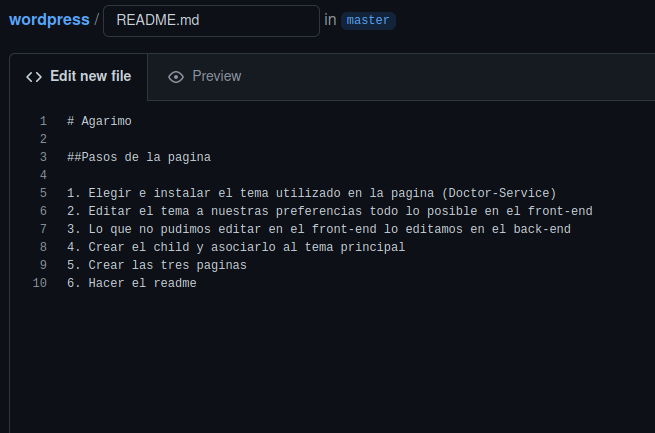 wordpress / README.md in master
Edit new file Preview
1 # Agarimo
2
3 ##Pasos de la pagina
4
5 1. Elegir e instalar el tema utilizado en la pagina (Doctor-Service)
6 2. Editar el tema a nuestras preferencias todo lo posible en el front-end
7 3. Lo que no pudimos editar en el front-end lo editamos en el back-end
8 4. Crear el child y asociarlo al tema principal
9 5. Crear las tres paginas
10 6. Hacer el readme